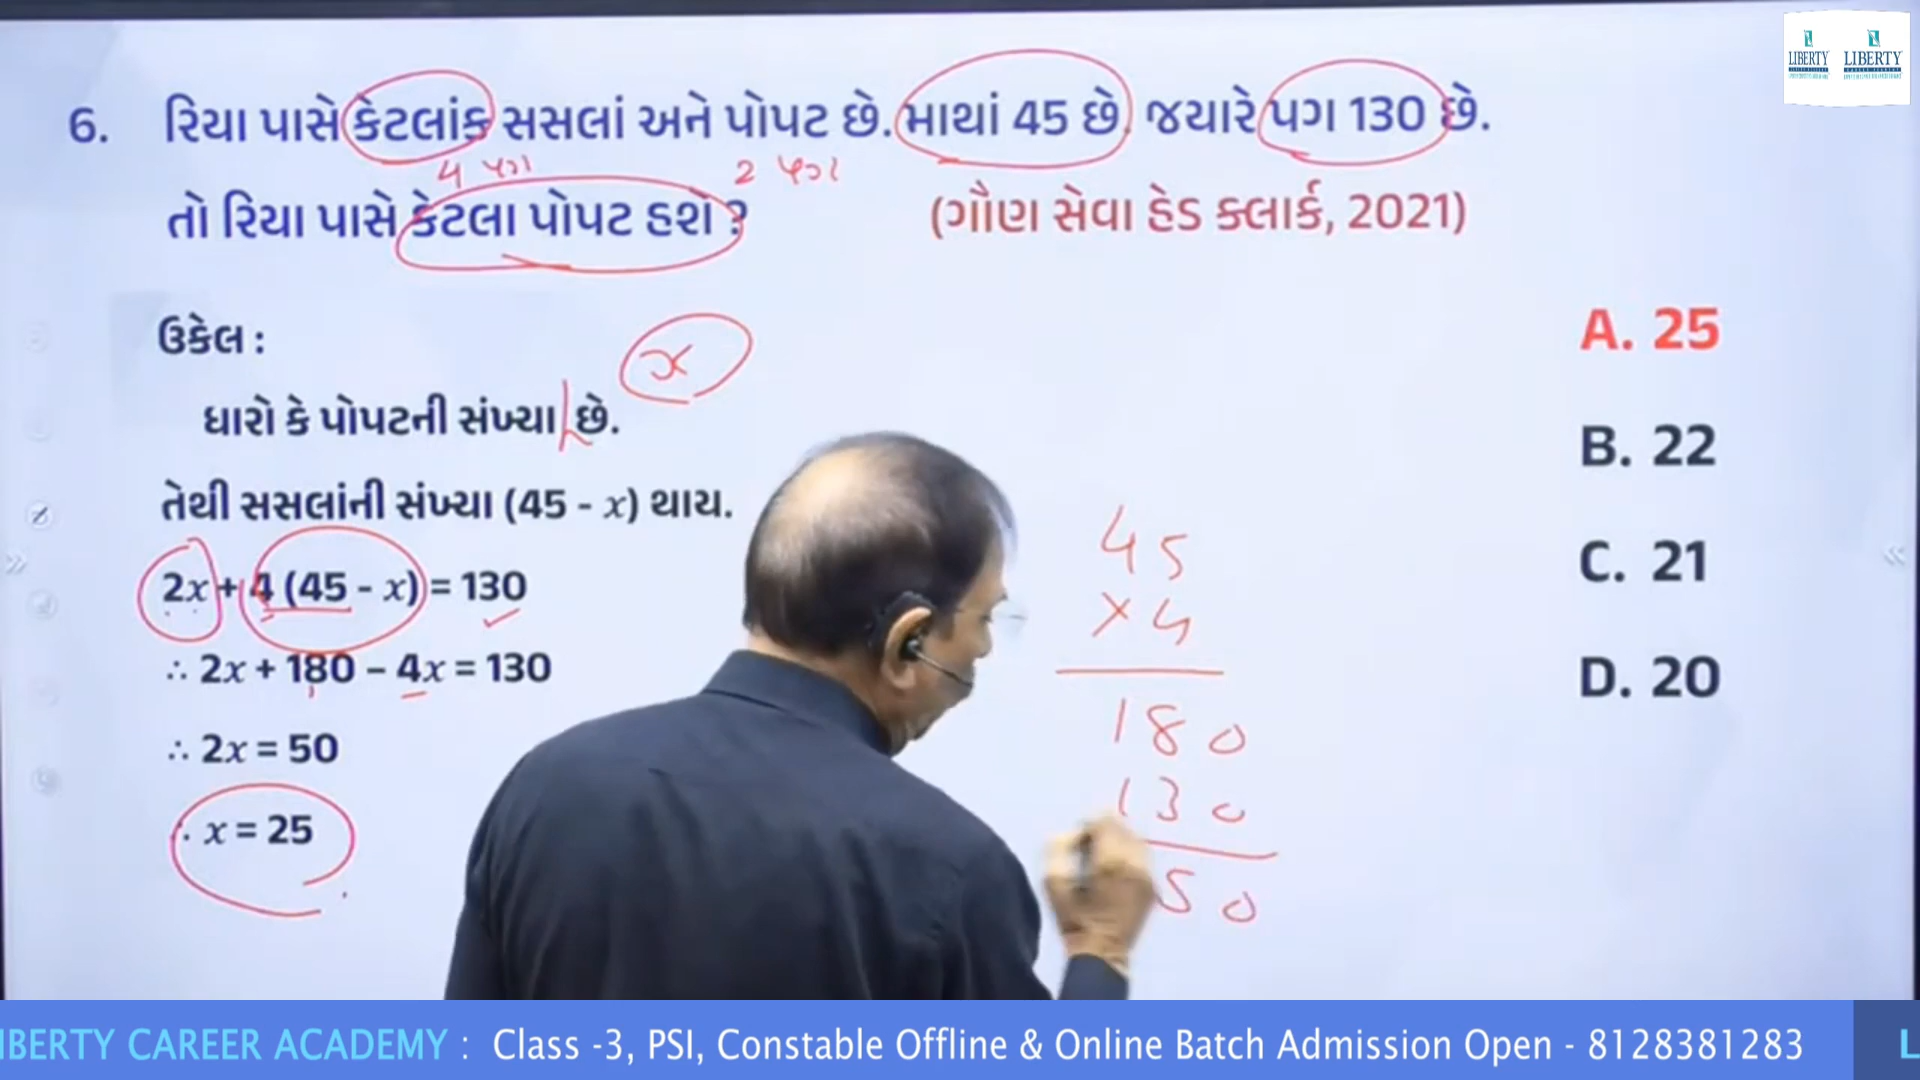 LIBERTY LIBERTY
6. રિયા પાસે કેટલાંક સસલાં અને પોપટ છે. માથાં 45 છે. જયારે પગ 130 છે.
4 પગ 2 પગ
તો રિયા પાસે કેટલા પોપટ હશે ? (ગૌણ સેવા હેડ ક્લાર્ક, 2021)
ઉકેલ :
x
ધારો કે પોપટની સંખ્યા છે.
તેથી સસલાંની સંખ્યા (45 - x) થાય.
2x + 4 (45 - x) = 130
∴ 2x + 180 – 4x = 130
∴ 2x = 50
∴ x = 25
45
×4
180
130
50
A. 25
B. 22
C. 21
D. 20
IBERTY CAREER ACADEMY : Class -3, PSI, Constable Offline & Online Batch Admission Open - 8128381283 L